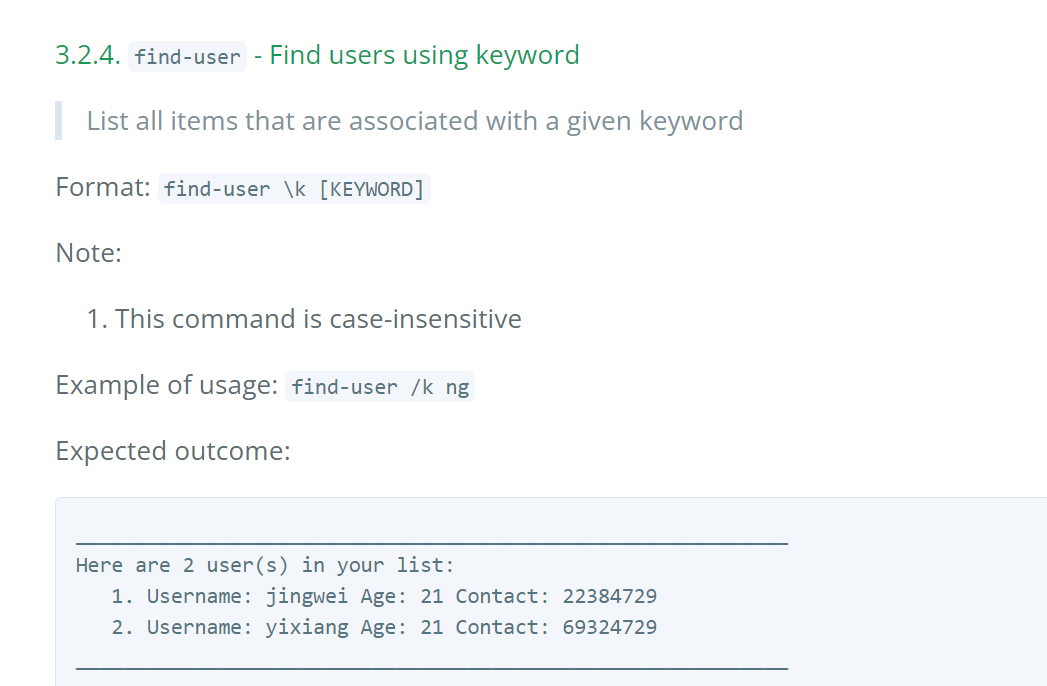 3.2.4. find-user - Find users using keyword
List all items that are associated with a given keyword
Format: find-user \k [KEYWORD]
Note:
1. This command is case-insensitive
Example of usage: find-user /k ng
Expected outcome:
____________________________________________________________
Here are 2 user(s) in your list:
1. Username: jingwei Age: 21 Contact: 22384729
2. Username: yixiang Age: 21 Contact: 69324729
____________________________________________________________